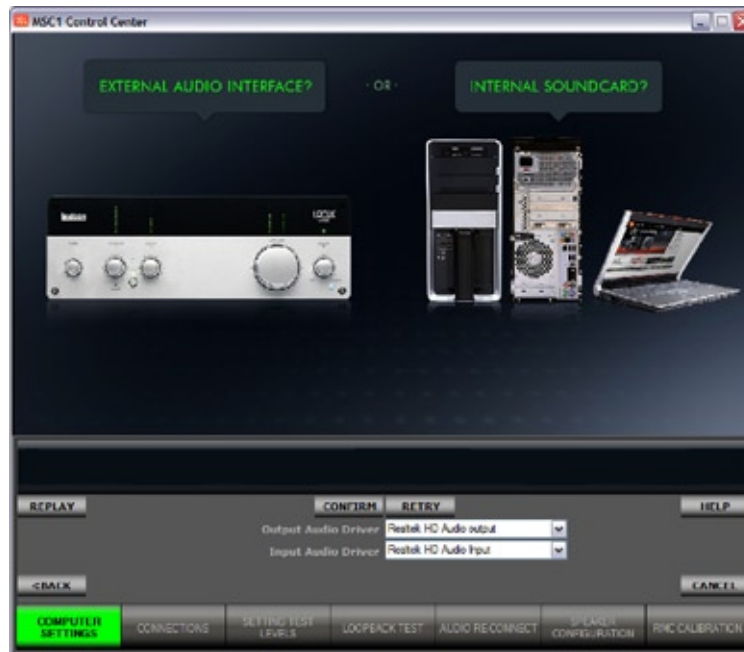 MSC1 Control Center
EXTERNAL AUDIO INTERFACE?
· OR ·
INTERNAL SOUNDCARD?
REPLAY
CONFIRM
RETRY
HELP
Output Audio Driver
Realtek HD Audio output
Input Audio Driver
Realtek HD Audio Input
<BACK
CANCEL
COMPUTER SETTINGS
CONNECTIONS
SETTING TEST LEVELS
LOOPBACK TEST
AUDIO RECONNECT
SPEAKER CONFIGURATION
RMC CALIBRATION